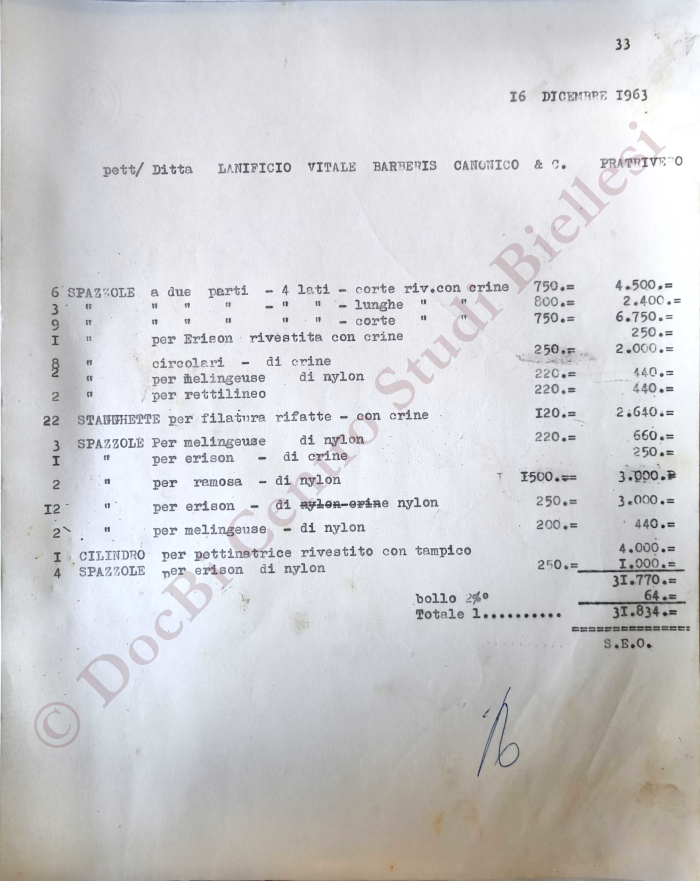 33
I6 DICEMBRE I963
pett/ Ditta LANIFICIO VITALE BARBERIS CANONICO & C. PRATRIVERO
6 SPAZZOLE a due parti - 4 lati - corte riv.con crine 750.= 4.500.=
3 " " " " - " " - lunghe " " 800.= 2.400.=
9 " " " " " " - corte " " 750.= 6.750.=
I " per Erison rivestita con crine 250.=
8 " circolari - di crine 250.= 2.000.=
2 " per melingeuse di nylon 220.= 440.=
2 " per rettilineo 220.= 440.=
22 STANGHETTE per filatura rifatte - con crine I20.= 2.640.=
3 SPAZZOLE Per melingeuse di nylon 220.= 660.=
I " per erison - di crine 250.=
2 " per ramosa - di nylon I500.== 3.000.=
I2 " per erison - di nylon crine nylon 250.= 3.000.=
2 " per melingeuse - di nylon 200.= 440.=
I CILINDRO per pettinatrice rivestito con tampico 4.000.=
4 SPAZZOLE per erison di nylon 250.= I.000.=
3I.770.=
bollo 2%° 64.=
Totale l.......... 3I.834.=
===============
S.E.O.
© DocBi Centro Studi Biellesi